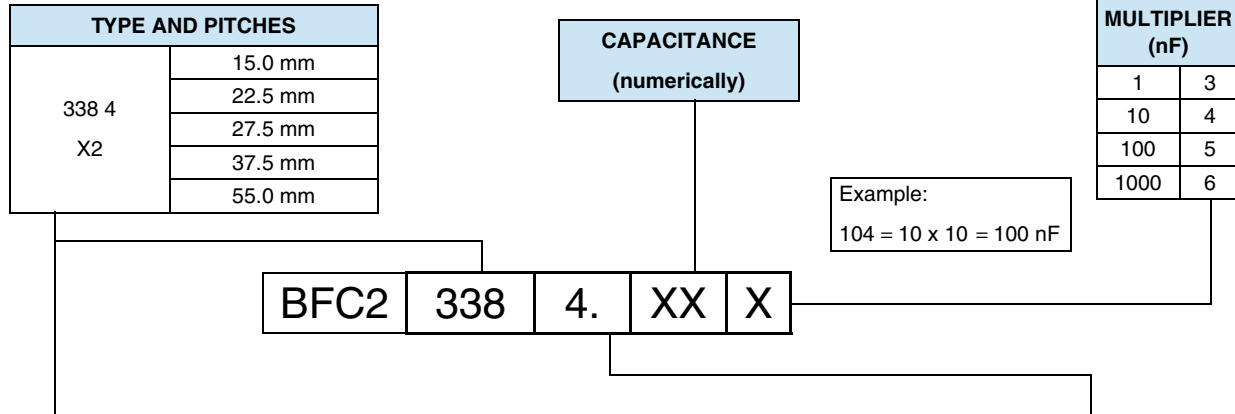 TYPE AND PITCHES
338 4
X2
15.0 mm
22.5 mm
27.5 mm
37.5 mm
55.0 mm
CAPACITANCE
(numerically)
MULTIPLIER
(nF)
1 3
10 4
100 5
1000 6
Example:
104 = 10 x 10 = 100 nF
BFC2 338 4. XX X